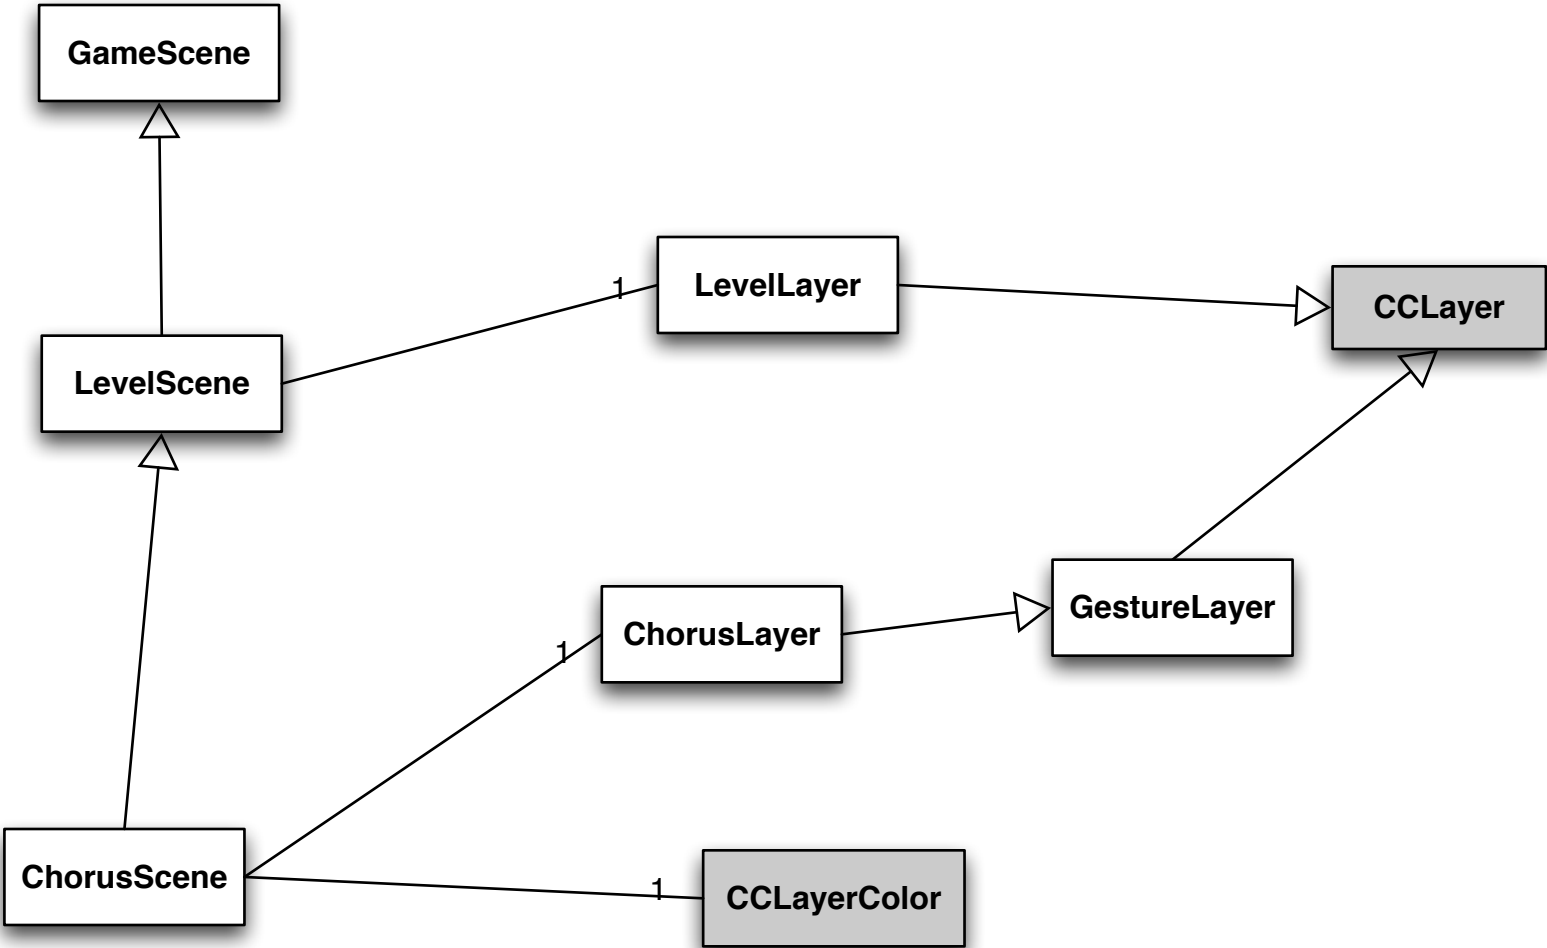 GameScene
LevelLayer
1
CCLayer
LevelScene
GestureLayer
ChorusLayer
1
ChorusScene
1
CCLayerColor